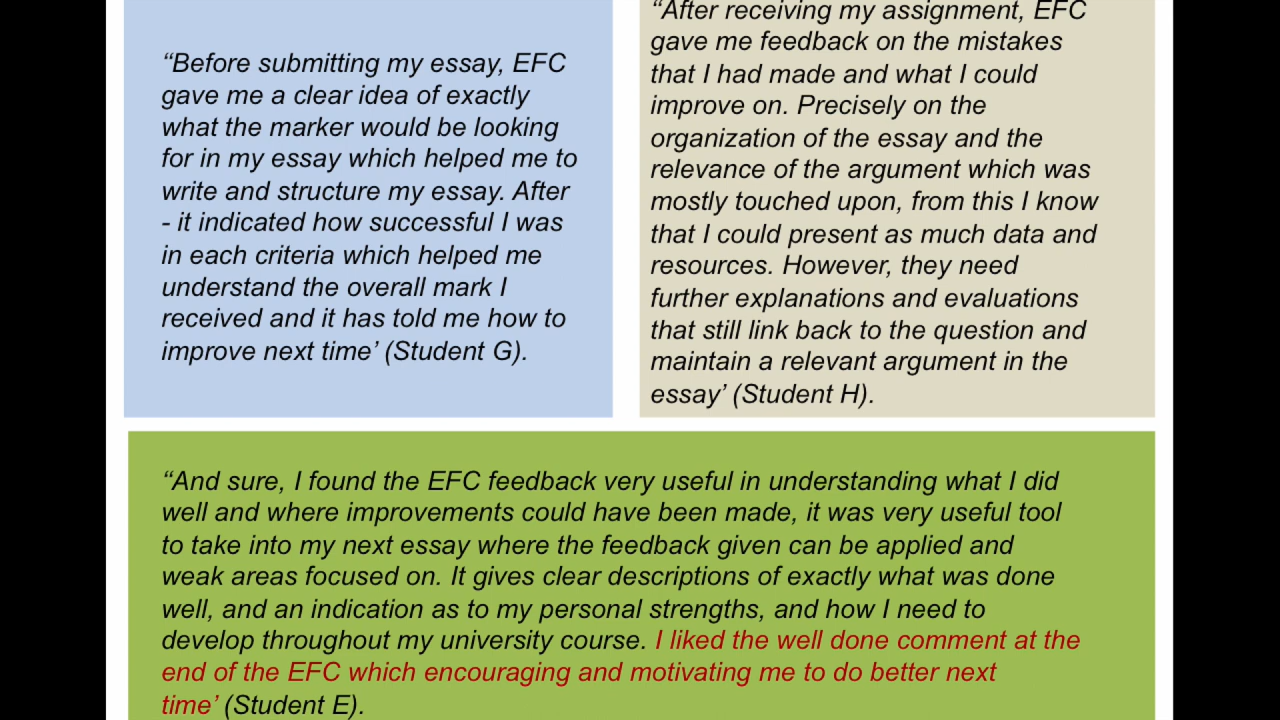 “Before submitting my essay, EFC
gave me a clear idea of exactly
what the marker would be looking
for in my essay which helped me to
write and structure my essay. After
- it indicated how successful I was
in each criteria which helped me
understand the overall mark I
received and it has told me how to
improve next time’ (Student G).
“After receiving my assignment, EFC
gave me feedback on the mistakes
that I had made and what I could
improve on. Precisely on the
organization of the essay and the
relevance of the argument which was
mostly touched upon, from this I know
that I could present as much data and
resources. However, they need
further explanations and evaluations
that still link back to the question and
maintain a relevant argument in the
essay’ (Student H).
“And sure, I found the EFC feedback very useful in understanding what I did
well and where improvements could have been made, it was very useful tool
to take into my next essay where the feedback given can be applied and
weak areas focused on. It gives clear descriptions of exactly what was done
well, and an indication as to my personal strengths, and how I need to
develop throughout my university course. I liked the well done comment at the
end of the EFC which encouraging and motivating me to do better next
time’ (Student E).